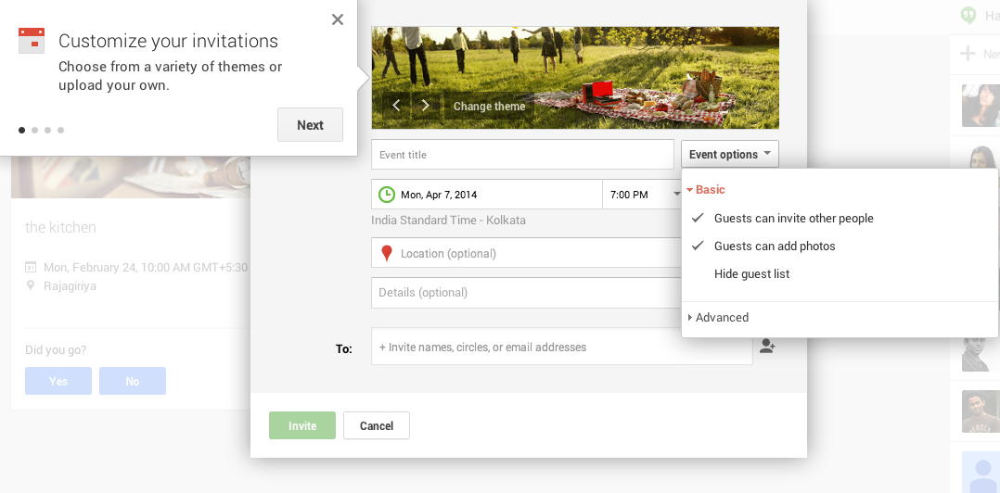 Customize your invitations
Choose from a variety of themes or
upload your own.
Next
Change theme
Event title
Event options
Basic
Guests can invite other people
Guests can add photos
Hide guest list
Advanced
Mon, Apr 7, 2014
7:00 PM
India Standard Time - Kolkata
Location (optional)
Details (optional)
To:
+ Invite names, circles, or email addresses
Invite
Cancel
the kitchen
31
Mon, February 24, 10:00 AM GMT+5:30
Rajagiriya
Did you go?
Yes
No
Ha
New